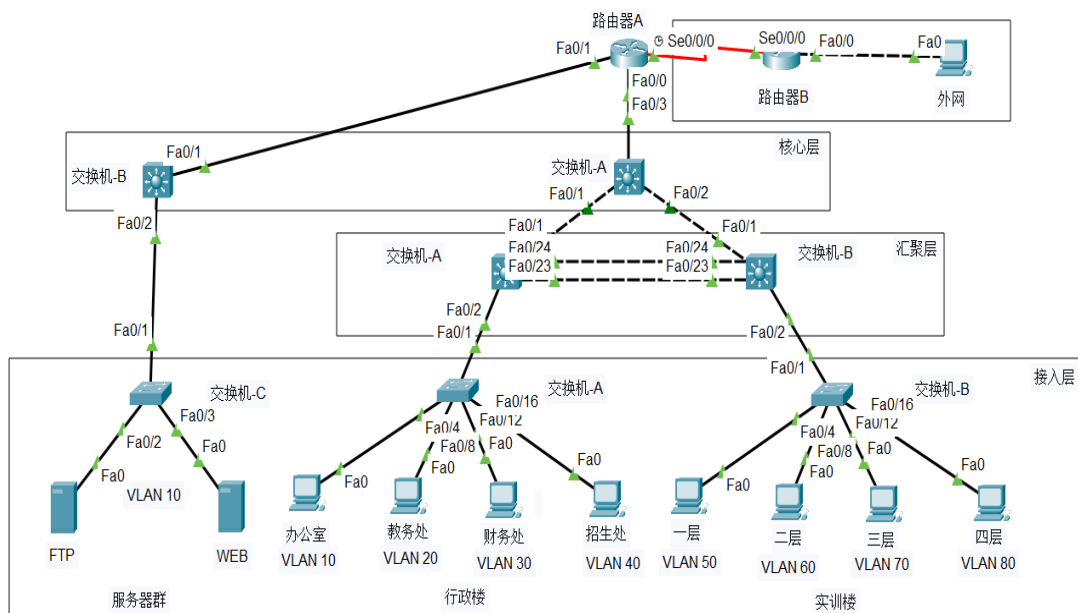 路由器A
Fa0/1
Se0/0/0
Se0/0/0
Fa0/0
Fa0
Fa0/0
Fa0/3
路由器B
外网
核心层
Fa0/1
交换机-B
交换机-A
Fa0/1
Fa0/2
Fa0/2
Fa0/1
Fa0/1
汇聚层
交换机-A
Fa0/24
Fa0/24
交换机-B
Fa0/23
Fa0/23
Fa0/2
Fa0/1
Fa0/2
Fa0/1
Fa0/1
接入层
交换机-C
交换机-A
交换机-B
Fa0/3
Fa0/2
Fa0
Fa0
VLAN 10
Fa0/16
Fa0/12
Fa0/4
Fa0/8
Fa0
Fa0
Fa0
Fa0
Fa0/16
Fa0/12
Fa0/4
Fa0/8
Fa0
Fa0
Fa0
Fa0
FTP
WEB
办公室
VLAN 10
教务处
VLAN 20
财务处
VLAN 30
招生处
VLAN 40
一层
VLAN 50
二层
VLAN 60
三层
VLAN 70
四层
VLAN 80
服务器群
行政楼
实训楼